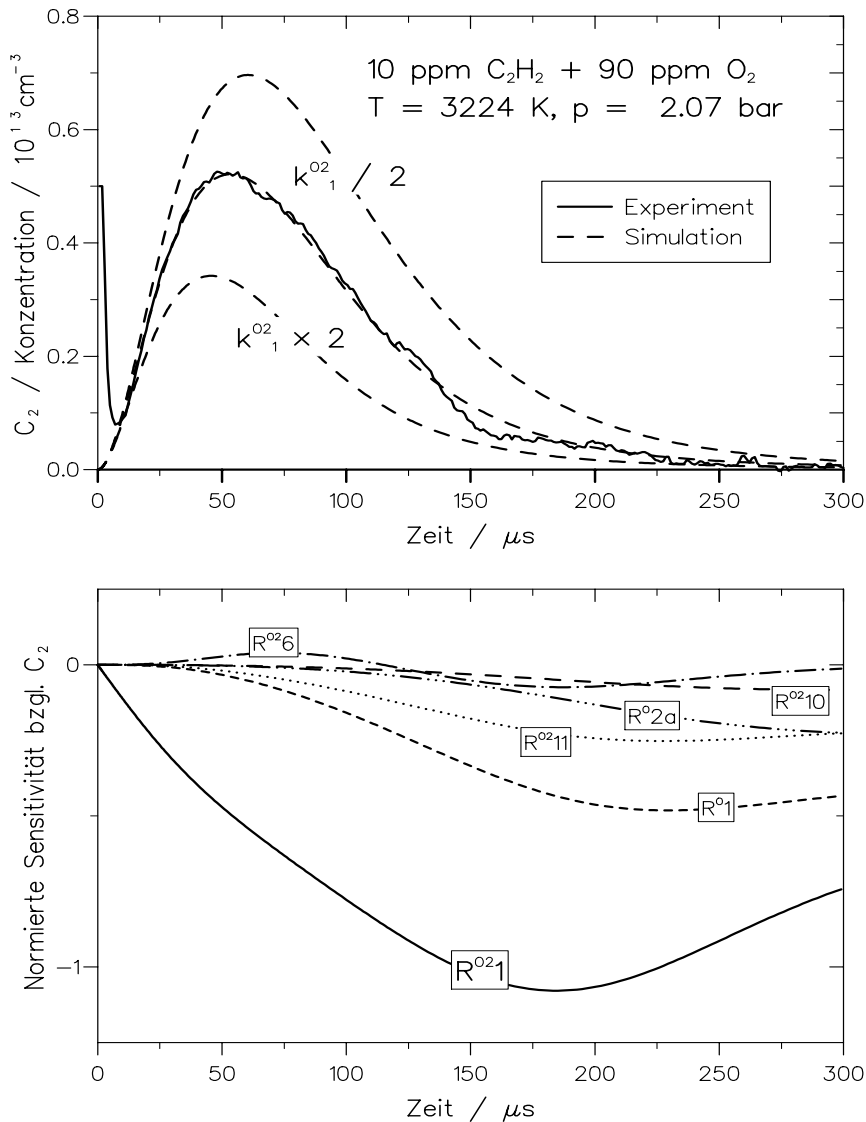 0.8
0.6
0.4
0.2
0.0
C₂ / Konzentration / 10¹³cm⁻³
10 ppm C₂H₂ + 90 ppm O₂
T = 3224 K, p = 2.07 bar
k^O2_1 / 2
k^O2_1 × 2
Experiment
Simulation
0 50 100 150 200 250 300
Zeit / μs
Normierte Sensitivität bzgl. C₂
0
−1
R^O2 6
R^O2 10
R^O 2a
R^O2 11
R^O 1
R^O2 1
0 50 100 150 200 250 300
Zeit / μs